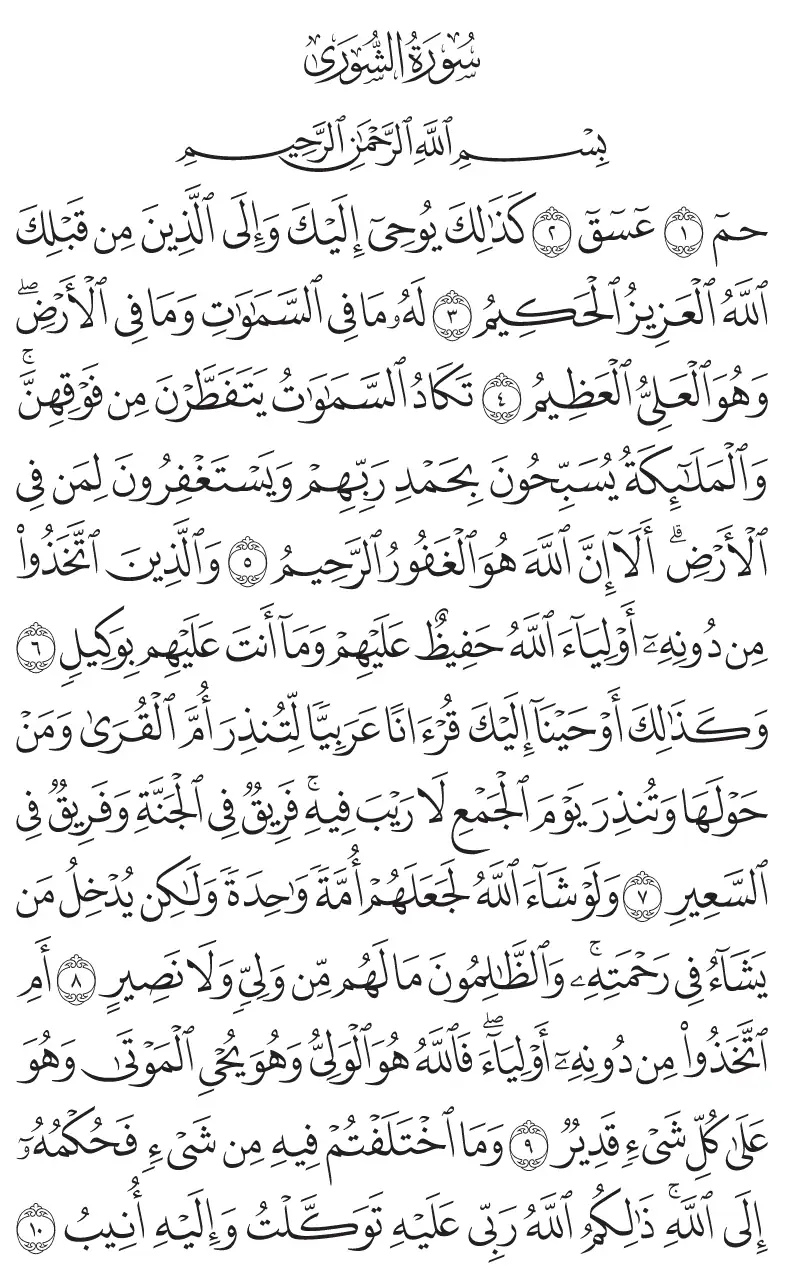 سُورَةُ الشُّورَىٰ
بِسْمِ ٱللَّهِ ٱلرَّحْمَٰنِ ٱلرَّحِيمِ
حمٓ ١ عٓسٓقٓ ٢ كَذَٰلِكَ يُوحِىٓ إِلَيْكَ وَإِلَى ٱلَّذِينَ مِن قَبْلِكَ
ٱللَّهُ ٱلْعَزِيزُ ٱلْحَكِيمُ ٣ لَهُۥ مَا فِى ٱلسَّمَٰوَٰتِ وَمَا فِى ٱلْأَرْضِ ۖ
وَهُوَ ٱلْعَلِىُّ ٱلْعَظِيمُ ٤ تَكَادُ ٱلسَّمَٰوَٰتُ يَتَفَطَّرْنَ مِن فَوْقِهِنَّ ۚ
وَٱلْمَلَٰٓئِكَةُ يُسَبِّحُونَ بِحَمْدِ رَبِّهِمْ وَيَسْتَغْفِرُونَ لِمَن فِى
ٱلْأَرْضِ ۗ أَلَآ إِنَّ ٱللَّهَ هُوَ ٱلْغَفُورُ ٱلرَّحِيمُ ٥ وَٱلَّذِينَ ٱتَّخَذُوا۟
مِن دُونِهِۦٓ أَوْلِيَآءَ ٱللَّهُ حَفِيظٌ عَلَيْهِمْ وَمَآ أَنتَ عَلَيْهِم بِوَكِيلٍ ٦
وَكَذَٰلِكَ أَوْحَيْنَآ إِلَيْكَ قُرْءَانًا عَرَبِيًّا لِّتُنذِرَ أُمَّ ٱلْقُرَىٰ وَمَنْ
حَوْلَهَا وَتُنذِرَ يَوْمَ ٱلْجَمْعِ لَا رَيْبَ فِيهِ ۚ فَرِيقٌ فِى ٱلْجَنَّةِ وَفَرِيقٌ فِى
ٱلسَّعِيرِ ٧ وَلَوْ شَآءَ ٱللَّهُ لَجَعَلَهُمْ أُمَّةً وَٰحِدَةً وَلَٰكِن يُدْخِلُ مَن
يَشَآءُ فِى رَحْمَتِهِۦ ۚ وَٱلظَّٰلِمُونَ مَا لَهُم مِّن وَلِىٍّ وَلَا نَصِيرٍ ٨ أَمِ
ٱتَّخَذُوا۟ مِن دُونِهِۦٓ أَوْلِيَآءَ ۖ فَٱللَّهُ هُوَ ٱلْوَلِىُّ وَهُوَ يُحْىِ ٱلْمَوْتَىٰ وَهُوَ
عَلَىٰ كُلِّ شَىْءٍ قَدِيرٌ ٩ وَمَا ٱخْتَلَفْتُمْ فِيهِ مِن شَىْءٍ فَحُكْمُهُۥٓ
إِلَى ٱللَّهِ ۚ ذَٰلِكُمُ ٱللَّهُ رَبِّى عَلَيْهِ تَوَكَّلْتُ وَإِلَيْهِ أُنِيبُ ١٠